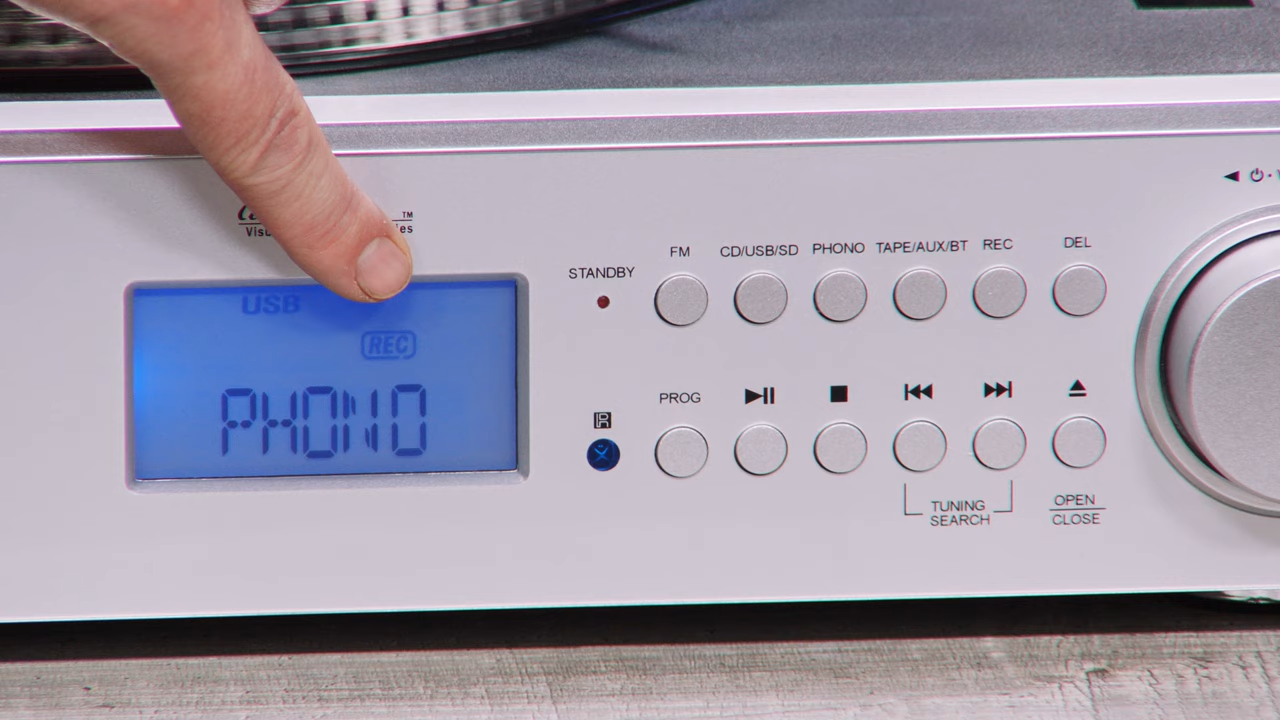 TM
FM CD/USB/SD PHONO TAPE/AUX/BT REC DEL
STANDBY
USB
REC
PHONO
PROG
R
TUNING
SEARCH
OPEN
CLOSE